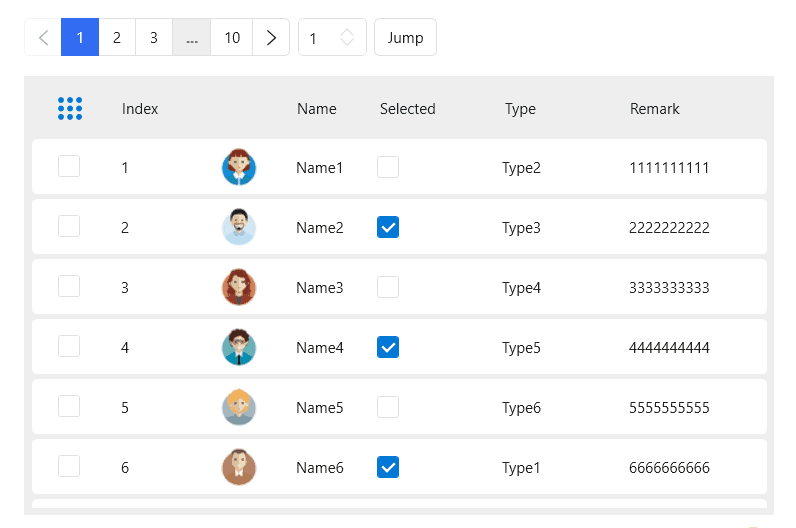 1 2 3 ... 10 1 Jump
Index Name Selected Type Remark
1 Name1 Type2 1111111111
2 Name2 Type3 2222222222
3 Name3 Type4 3333333333
4 Name4 Type5 4444444444
5 Name5 Type6 5555555555
6 Name6 Type1 6666666666